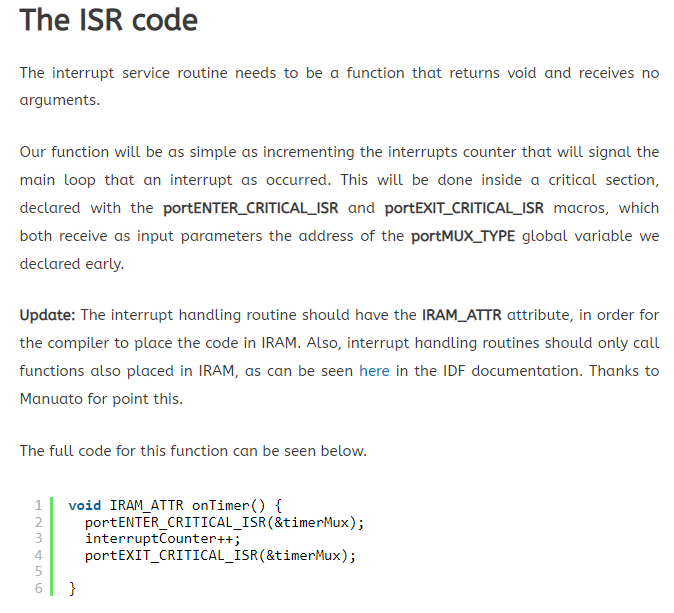 The ISR code
The interrupt service routine needs to be a function that returns void and receives no
arguments.
Our function will be as simple as incrementing the interrupts counter that will signal the
main loop that an interrupt as occurred. This will be done inside a critical section,
declared with the portENTER_CRITICAL_ISR and portEXIT_CRITICAL_ISR macros, which
both receive as input parameters the address of the portMUX_TYPE global variable we
declared early.
Update: The interrupt handling routine should have the IRAM_ATTR attribute, in order for
the compiler to place the code in IRAM. Also, interrupt handling routines should only call
functions also placed in IRAM, as can be seen here in the IDF documentation. Thanks to
Manuato for point this.
The full code for this function can be seen below.
1 void IRAM_ATTR onTimer() {
2 portENTER_CRITICAL_ISR(&timerMux);
3 interruptCounter++;
4 portEXIT_CRITICAL_ISR(&timerMux);
5
6 }